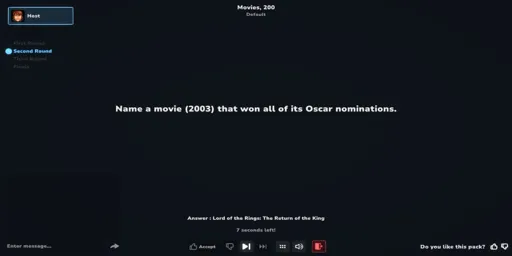 Host
Movies, 200
Default
First Round
Second Round
Third Round
Finals
Name a movie (2003) that won all of its Oscar nominations.
Answer : Lord of the Rings: The Return of the King
7 seconds left!
Enter message...
Accept
Do you like this pack?